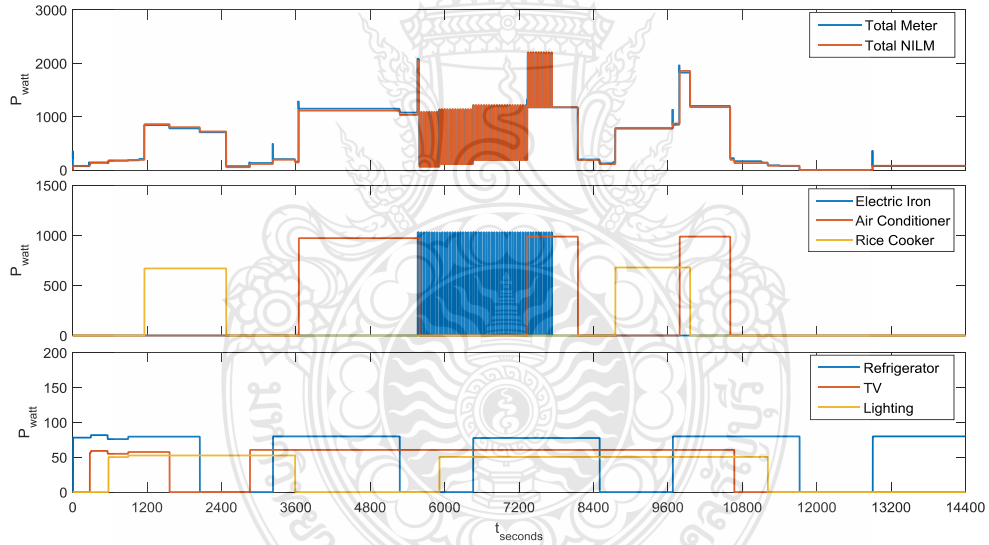 3000
2000
1000
0
P watt
Total Meter
Total NILM
1500
1000
500
0
P watt
Electric Iron
Air Conditioner
Rice Cooker
200
150
100
50
0
P watt
Refrigerator
TV
Lighting
0 1200 2400 3600 4800 6000 7200 8400 9600 10800 12000 13200 14400
t seconds